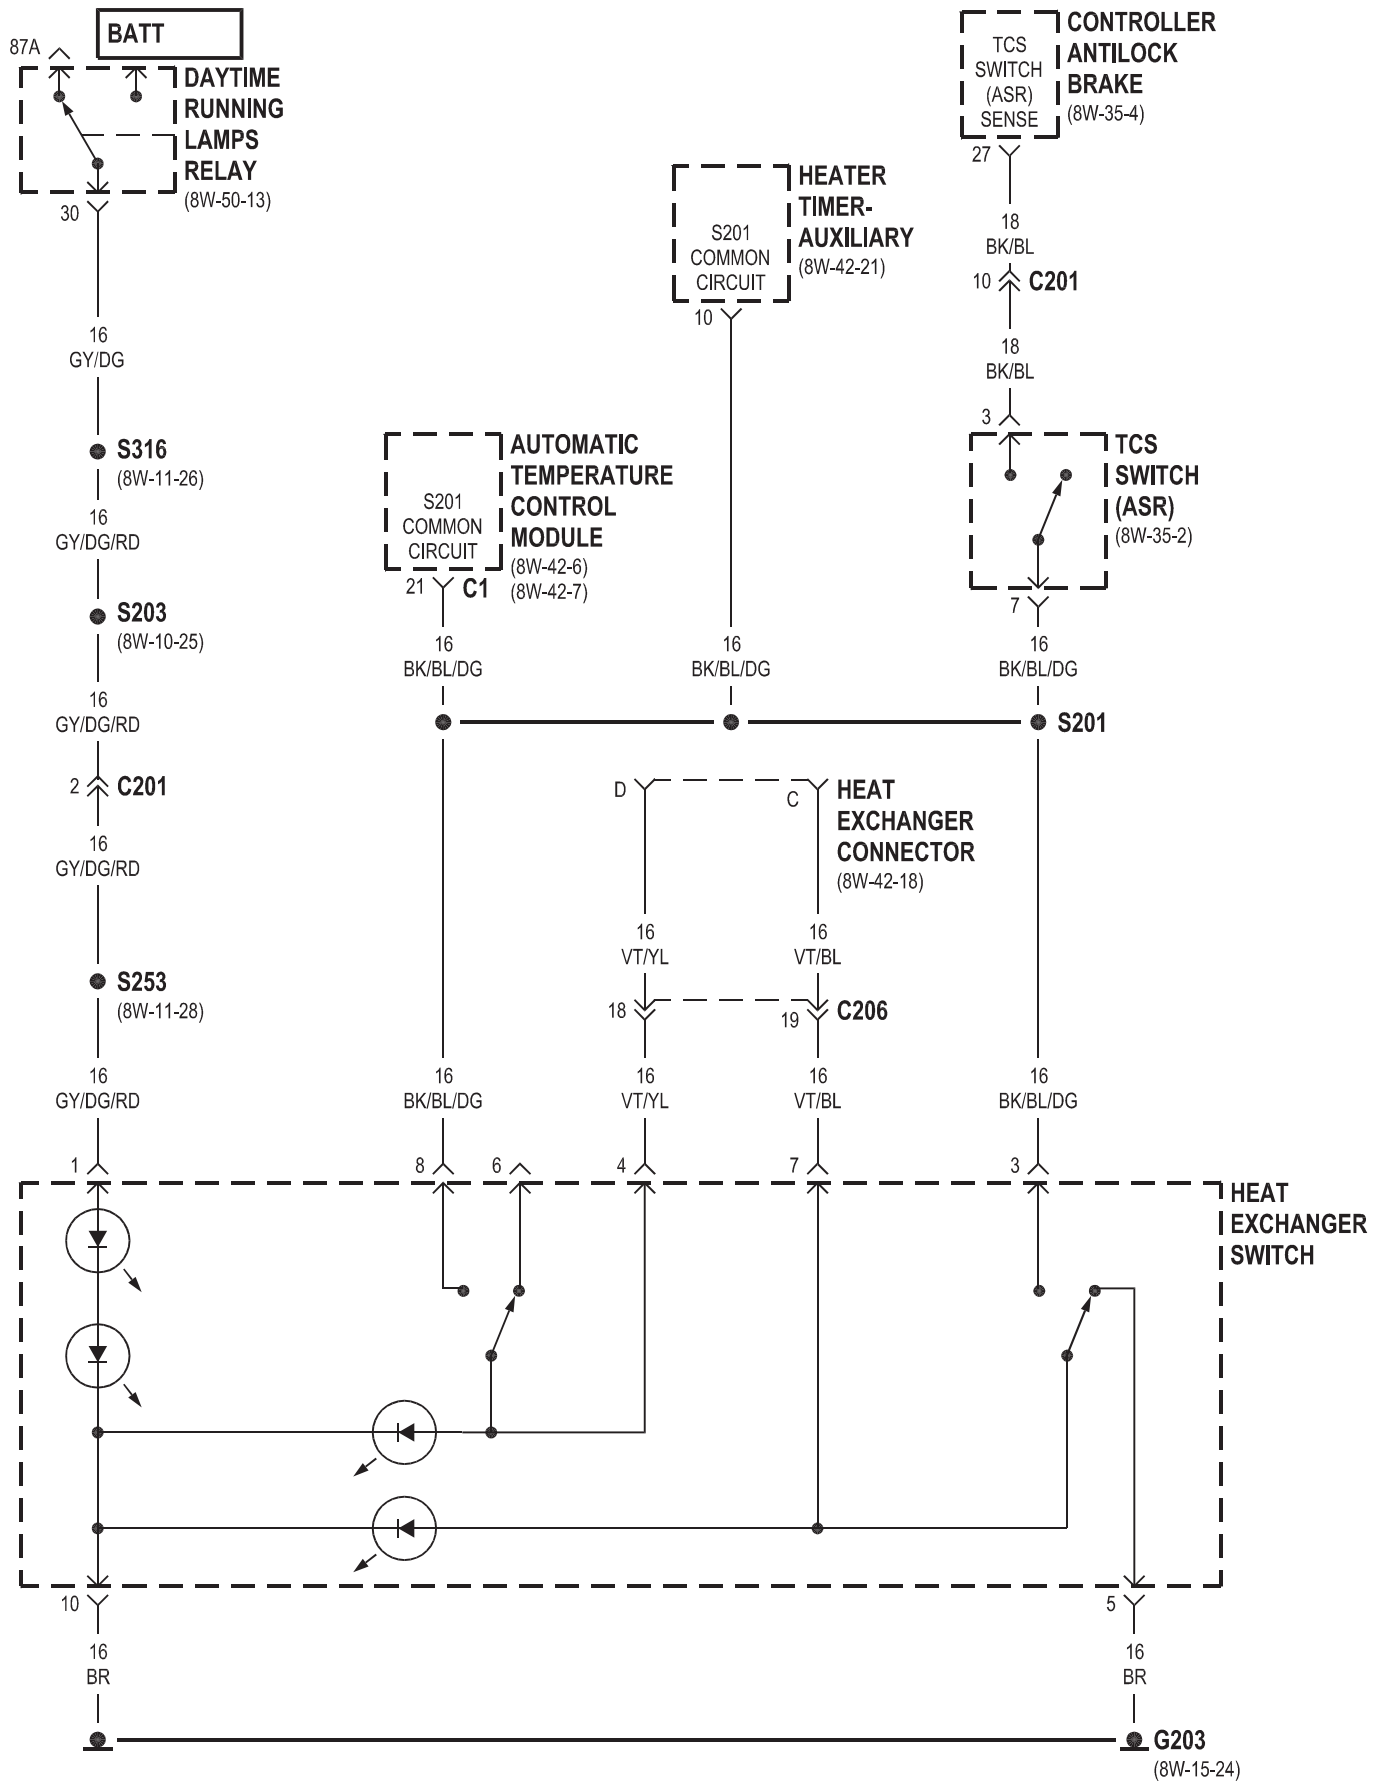 BATT
87A
DAYTIME
RUNNING
LAMPS
RELAY
(8W-50-13)
30
16
GY/DG
S316
(8W-11-26)
16
GY/DG/RD
S203
(8W-10-25)
16
GY/DG/RD
2
C201
16
GY/DG/RD
S253
(8W-11-28)
16
GY/DG/RD
1
S201
COMMON
CIRCUIT
AUTOMATIC
TEMPERATURE
CONTROL
MODULE
(8W-42-6)
(8W-42-7)
21
C1
16
BK/BL/DG
16
BK/BL/DG
8
6
S201
COMMON
CIRCUIT
HEATER
TIMER-
AUXILIARY
(8W-42-21)
10
16
BK/BL/DG
TCS
SWITCH
(ASR)
SENSE
CONTROLLER
ANTILOCK
BRAKE
(8W-35-4)
27
18
BK/BL
10
C201
18
BK/BL
3
TCS
SWITCH
(ASR)
(8W-35-2)
7
16
BK/BL/DG
S201
D
C
HEAT
EXCHANGER
CONNECTOR
(8W-42-18)
16
VT/YL
16
VT/BL
18
19
C206
16
VT/YL
16
VT/BL
16
BK/BL/DG
4
7
3
HEAT
EXCHANGER
SWITCH
10
5
16
BR
16
BR
G203
(8W-15-24)